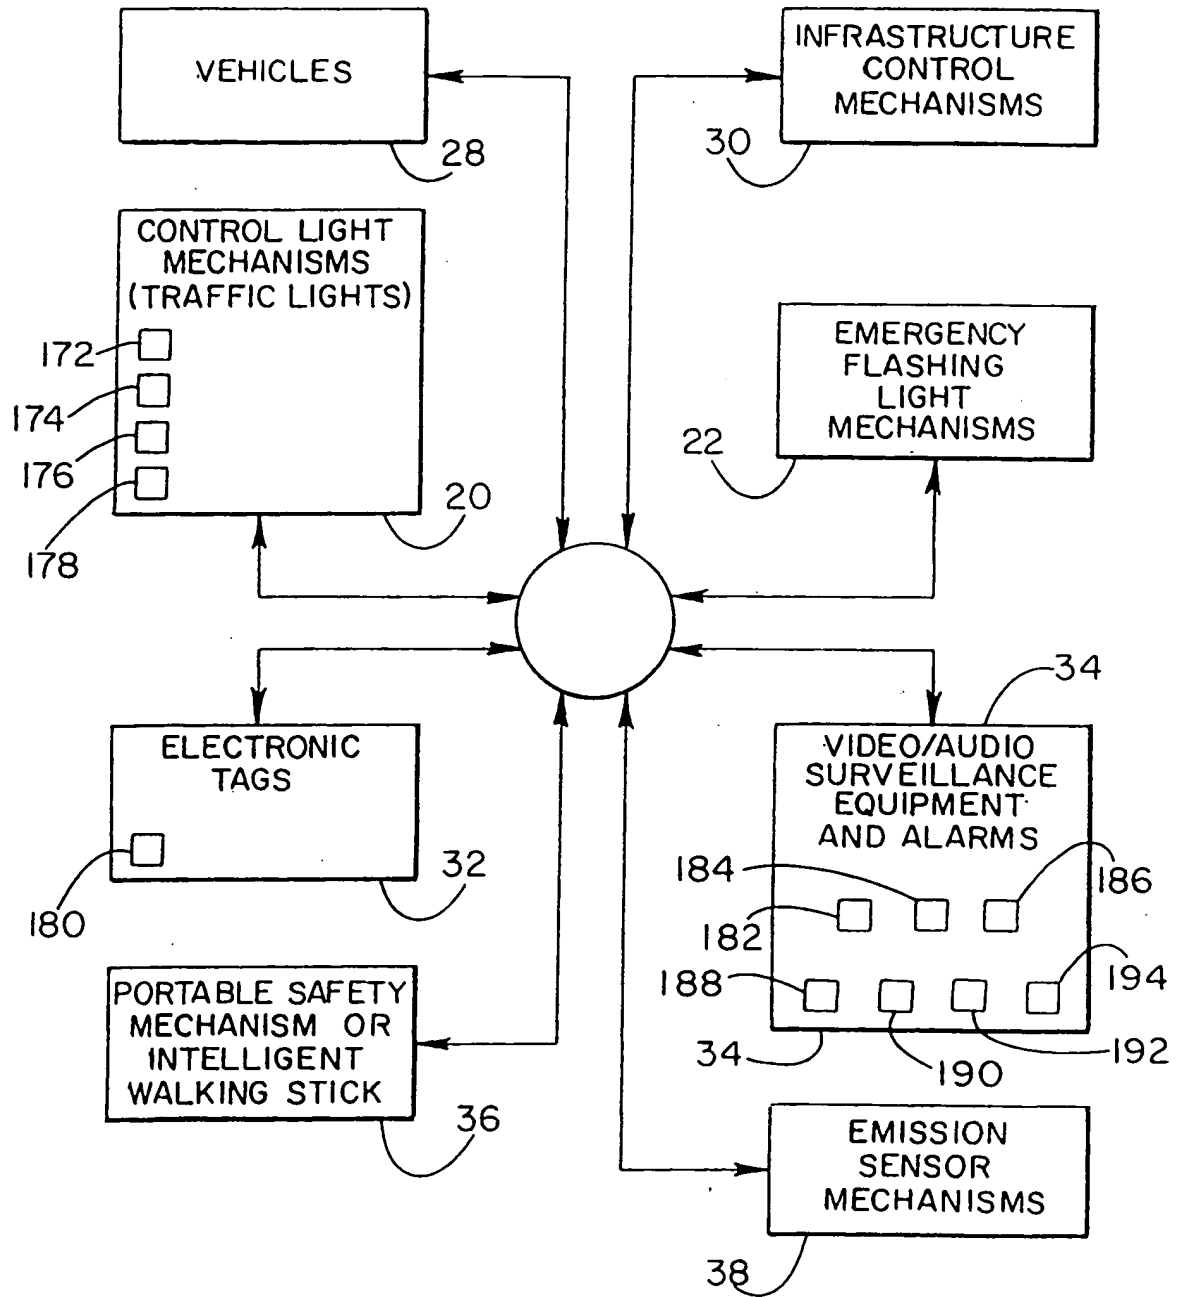 VEHICLES
28
INFRASTRUCTURE
CONTROL
MECHANISMS
30
CONTROL LIGHT
MECHANISMS
(TRAFFIC LIGHTS)
172
174
176
178
20
EMERGENCY
FLASHING
LIGHT
MECHANISMS
22
ELECTRONIC
TAGS
180
32
34
VIDEO/AUDIO
SURVEILLANCE
EQUIPMENT
AND ALARMS
184
186
182
188
194
34
190
192
PORTABLE SAFETY
MECHANISM OR
INTELLIGENT
WALKING STICK
36
EMISSION
SENSOR
MECHANISMS
38